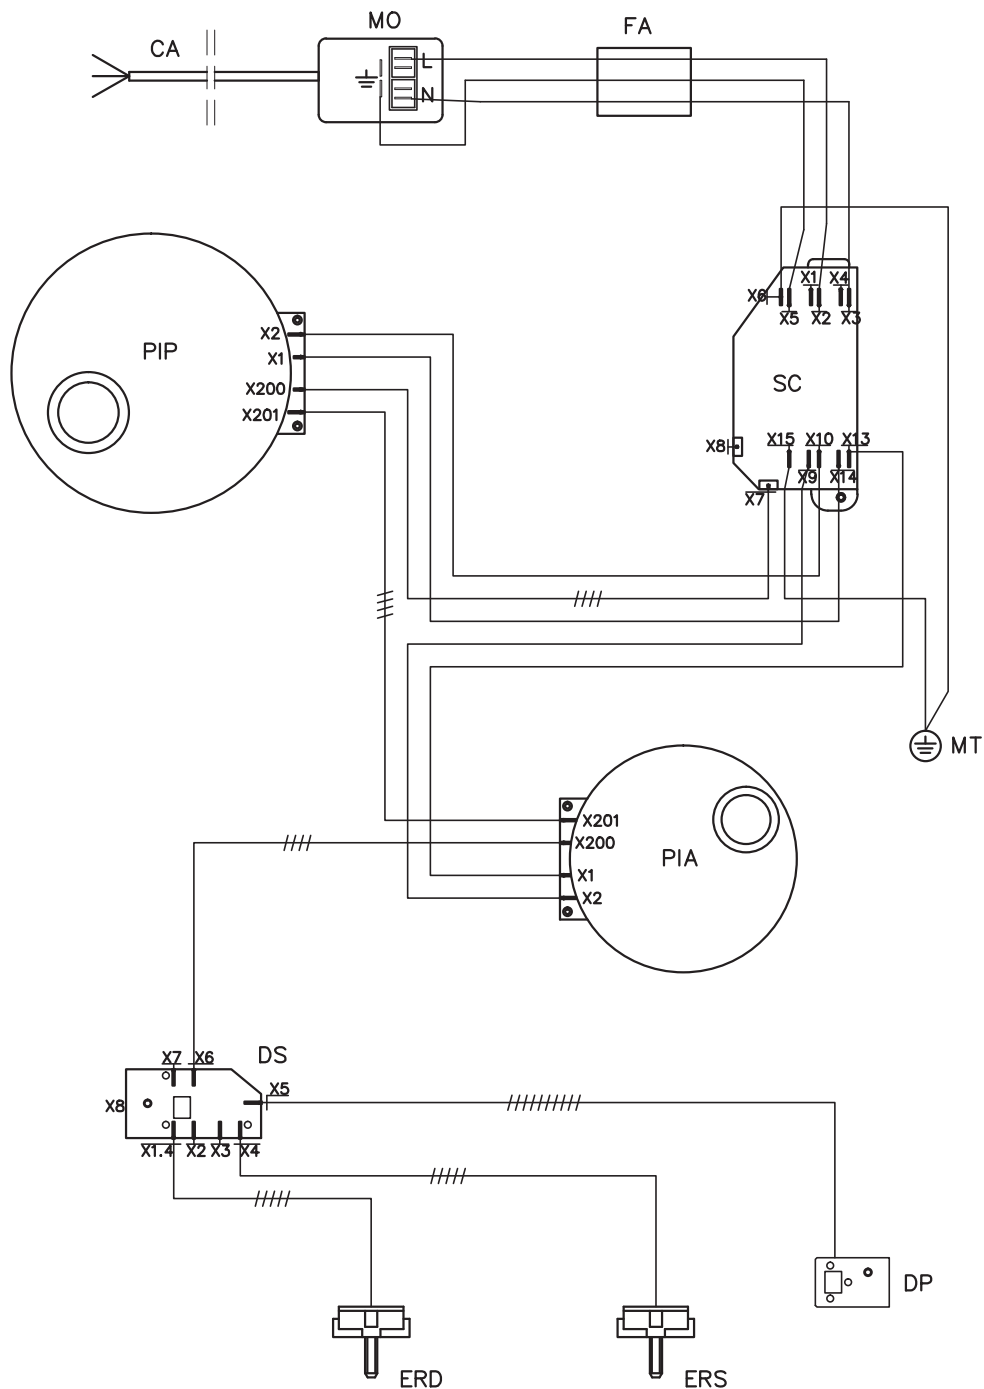 MO
FA
CA
L
N
X1 X4
X6
X5 X2 X3
X2
PIP
X1
SC
X200
X201
X15 X10 X13
X8
X9 X14
X7
MT
X201
X200
PIA
X1
X2
DS
X7 X6
X5
X8
X1.4 X2 X3 X4
DP
ERD
ERS